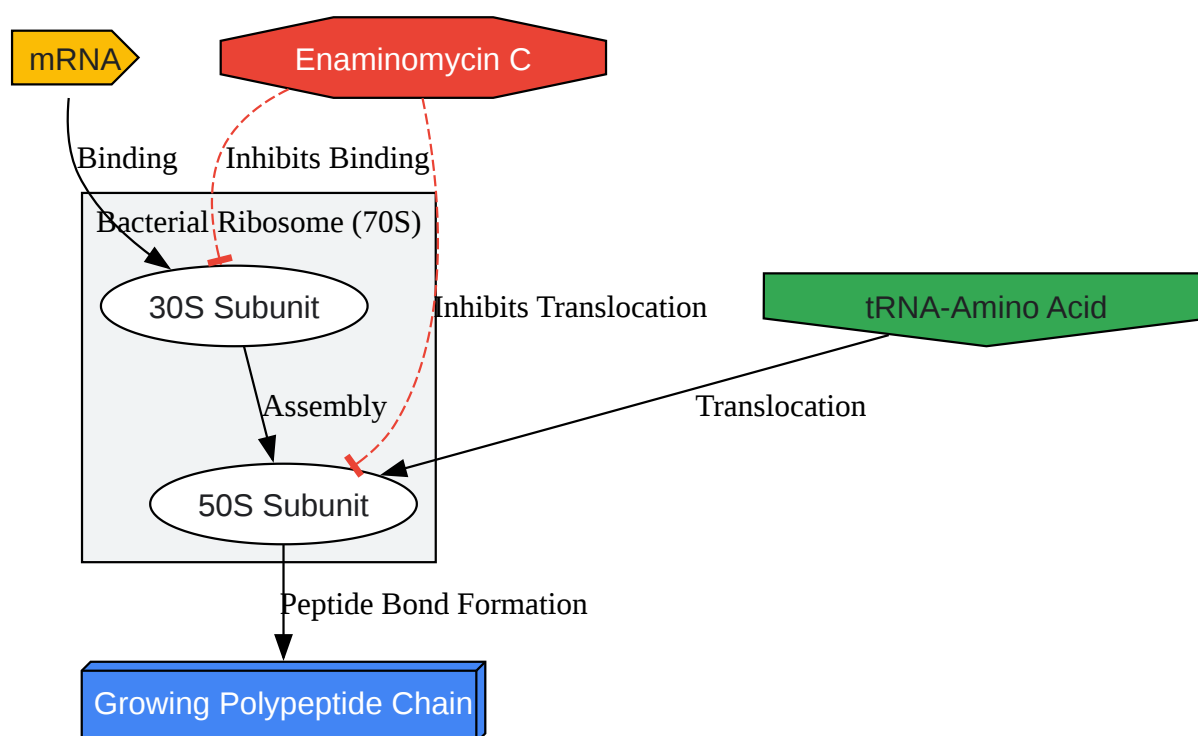 mRNA
Enaminomycin C
Binding
Inhibits Binding
Bacterial Ribosome (70S)
30S Subunit
Inhibits Translocation
tRNA-Amino Acid
Assembly
Translocation
50S Subunit
Peptide Bond Formation
Growing Polypeptide Chain